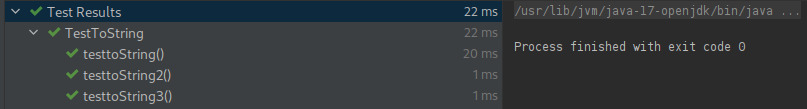 Test Results 22 ms
TestToString 22 ms
testtoString() 20 ms
testtoString2() 1 ms
testtoString3() 1 ms
/usr/lib/jvm/java-17-openjdk/bin/java ...
Process finished with exit code 0